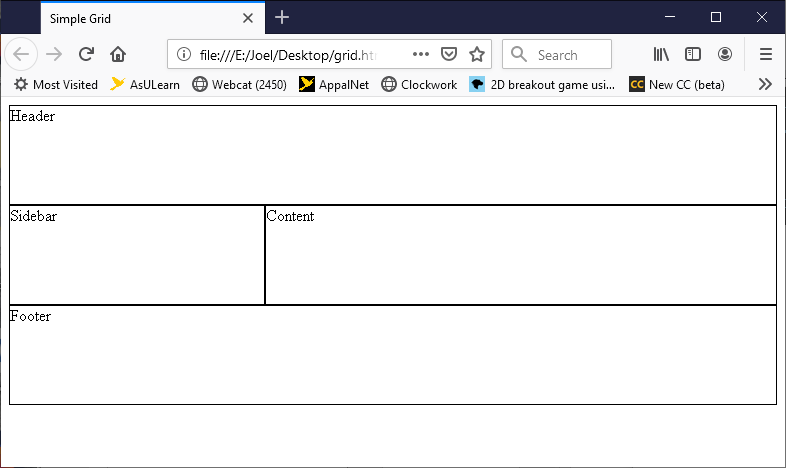 Simple Grid
file:///E:/Joel/Desktop/grid.ht
Search
Most Visited AsULearn Webcat (2450) AppalNet Clockwork 2D breakout game usi... CC New CC (beta)
Header
Sidebar Content
Footer